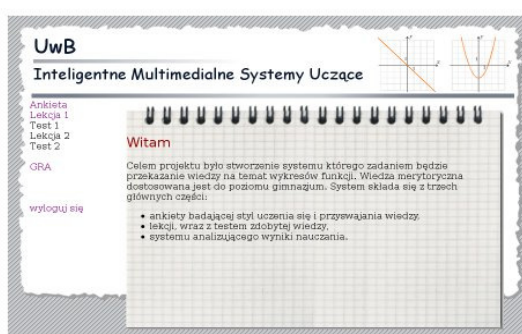 UwB
Inteligentne Multimedialne Systemy Uczące
Ankieta
Lekcja 1
Test 1
Lekcja 2
Test 2
GRA
wyloguj się
Witam
Celem projektu było stworzenie systemu którego zadaniem będzie
przekazanie wiedzy na temat wykresów funkcji. Wiedza merytoryczna
dostosowana jest do poziomu gimnazjum. System składa się z trzech
głównych części:
• ankiety badającej styl uczenia się i przyswajania wiedzy,
• lekcji, wraz z testem zdobytej wiedzy,
• systemu analizującego wyniki nauczania.